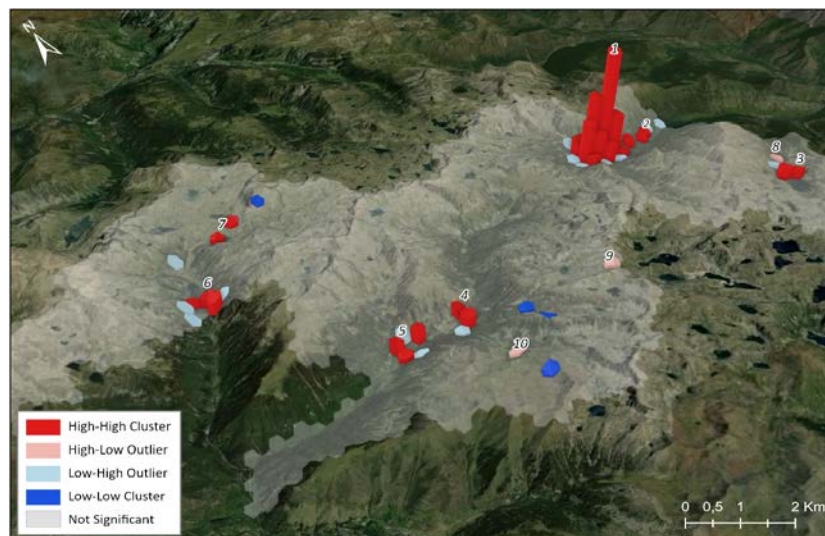 N
1
2
8
3
7
9
6
4
5
10
High-High Cluster
High-Low Outlier
Low-High Outlier
Low-Low Cluster
Not Significant
0 0,5 1 2 Km